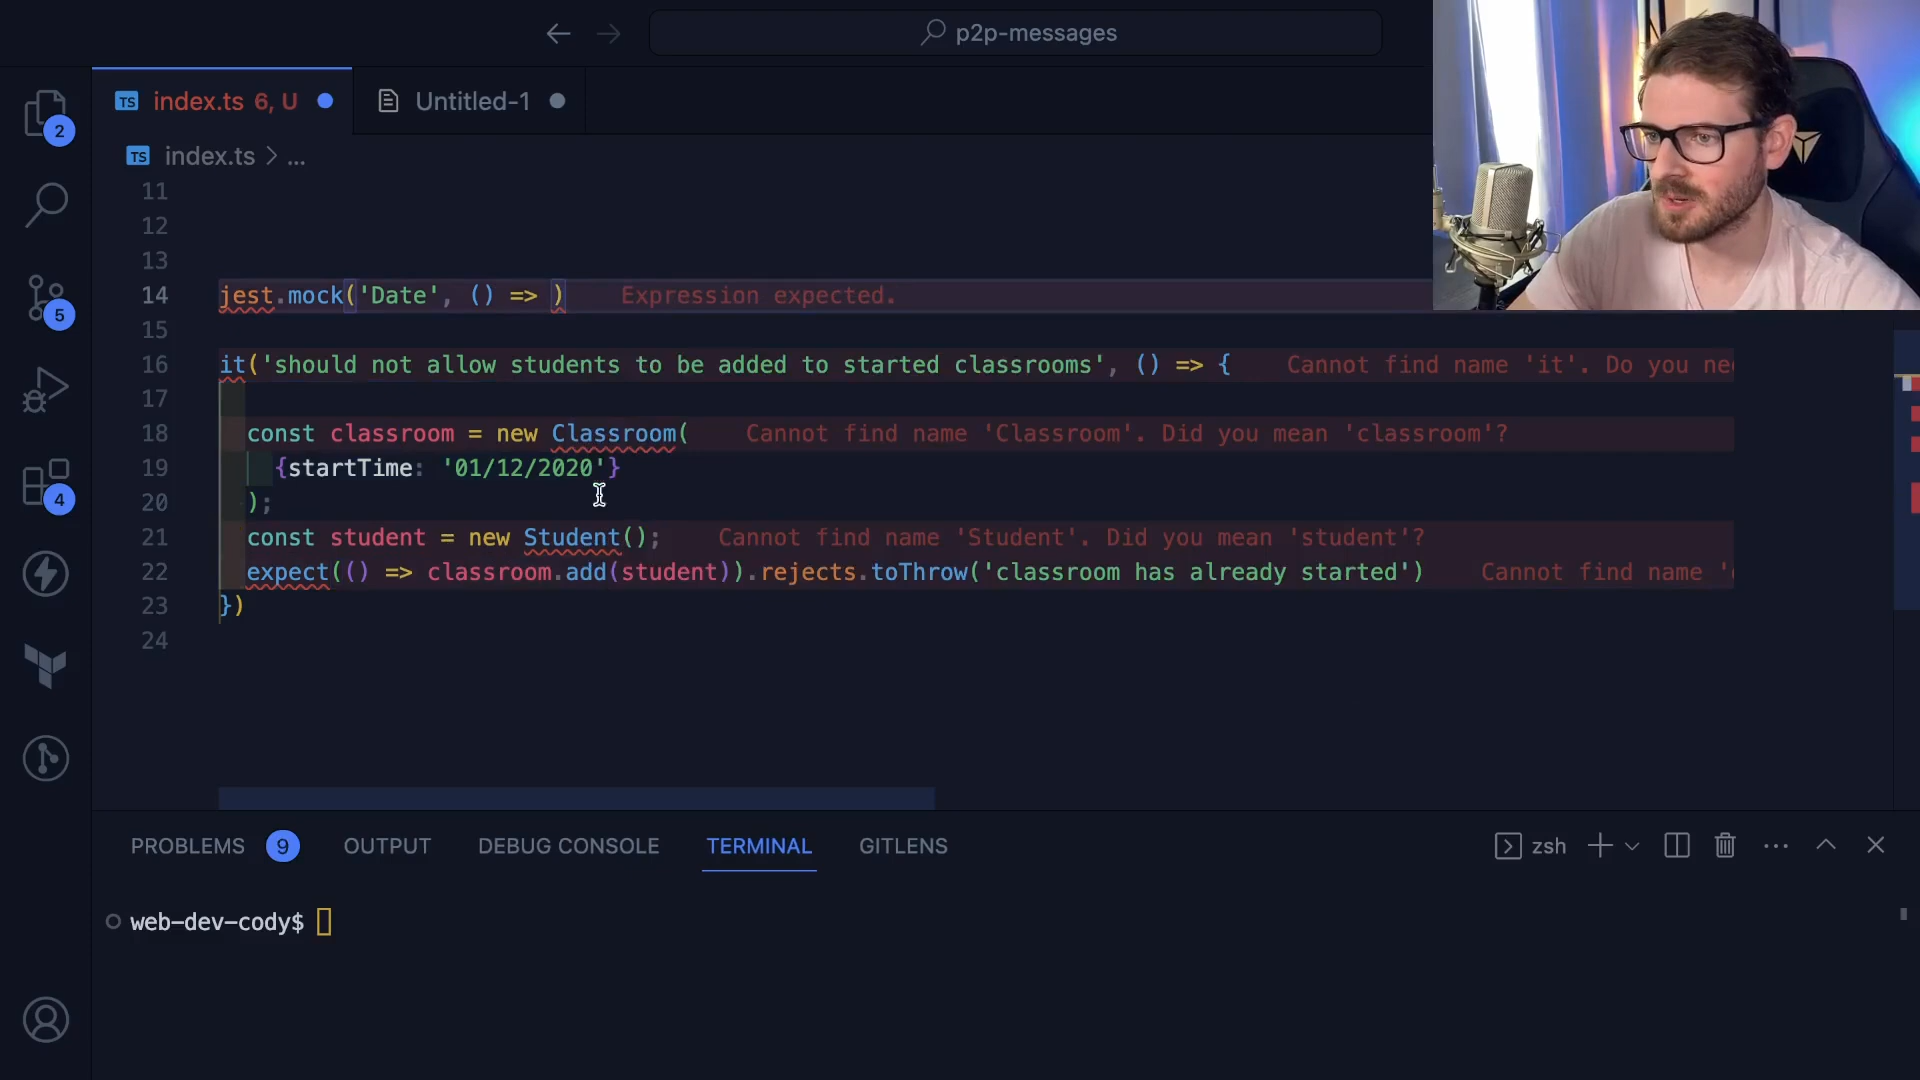 p2p-messages
TS index.ts 6, U
Untitled-1
TS index.ts > ...
2
5
4
11
12
13
14 jest.mock('Date', () => ) Expression expected.
15
16 it('should not allow students to be added to started classrooms', () => { Cannot find name 'it'. Do you nee
17
18 const classroom = new Classroom( Cannot find name 'Classroom'. Did you mean 'classroom'?
19 {startTime: '01/12/2020'}
20 );
21 const student = new Student(); Cannot find name 'Student'. Did you mean 'student'?
22 expect(() => classroom.add(student)).rejects.toThrow('classroom has already started') Cannot find name '
23 })
24
PROBLEMS 9 OUTPUT DEBUG CONSOLE TERMINAL GITLENS zsh
web-dev-cody$